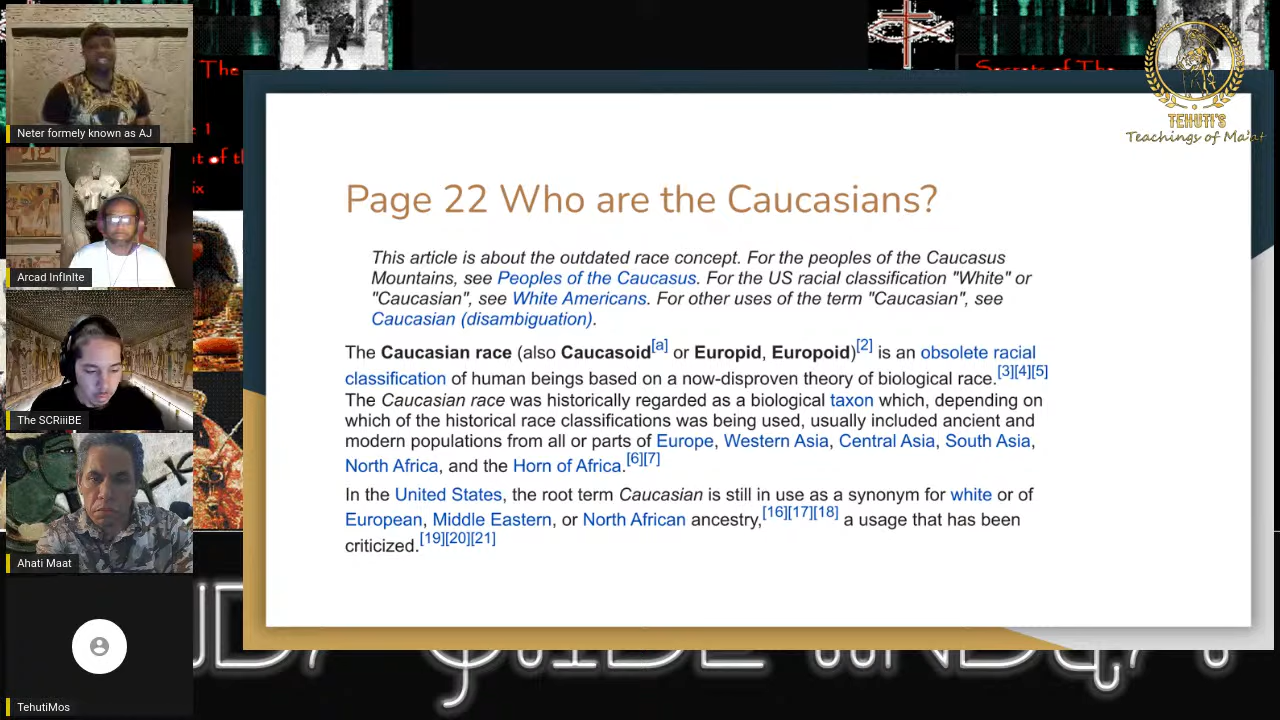 Neter formely known as AJ
Arcad InfInIte
The SCRiiiBE
Ahati Maat
TehutiMos
The
Secrets of The
TEHUTI'S
Teachings of Ma'at
Page 22 Who are the Caucasians?
This article is about the outdated race concept. For the peoples of the Caucasus
Mountains, see Peoples of the Caucasus. For the US racial classification "White" or
"Caucasian", see White Americans. For other uses of the term "Caucasian", see
Caucasian (disambiguation).
The Caucasian race (also Caucasoid[a] or Europid, Europoid)[2] is an obsolete racial
classification of human beings based on a now-disproven theory of biological race.[3][4][5]
The Caucasian race was historically regarded as a biological taxon which, depending on
which of the historical race classifications was being used, usually included ancient and
modern populations from all or parts of Europe, Western Asia, Central Asia, South Asia,
North Africa, and the Horn of Africa.[6][7]
In the United States, the root term Caucasian is still in use as a synonym for white or of
European, Middle Eastern, or North African ancestry,[16][17][18] a usage that has been
criticized.[19][20][21]